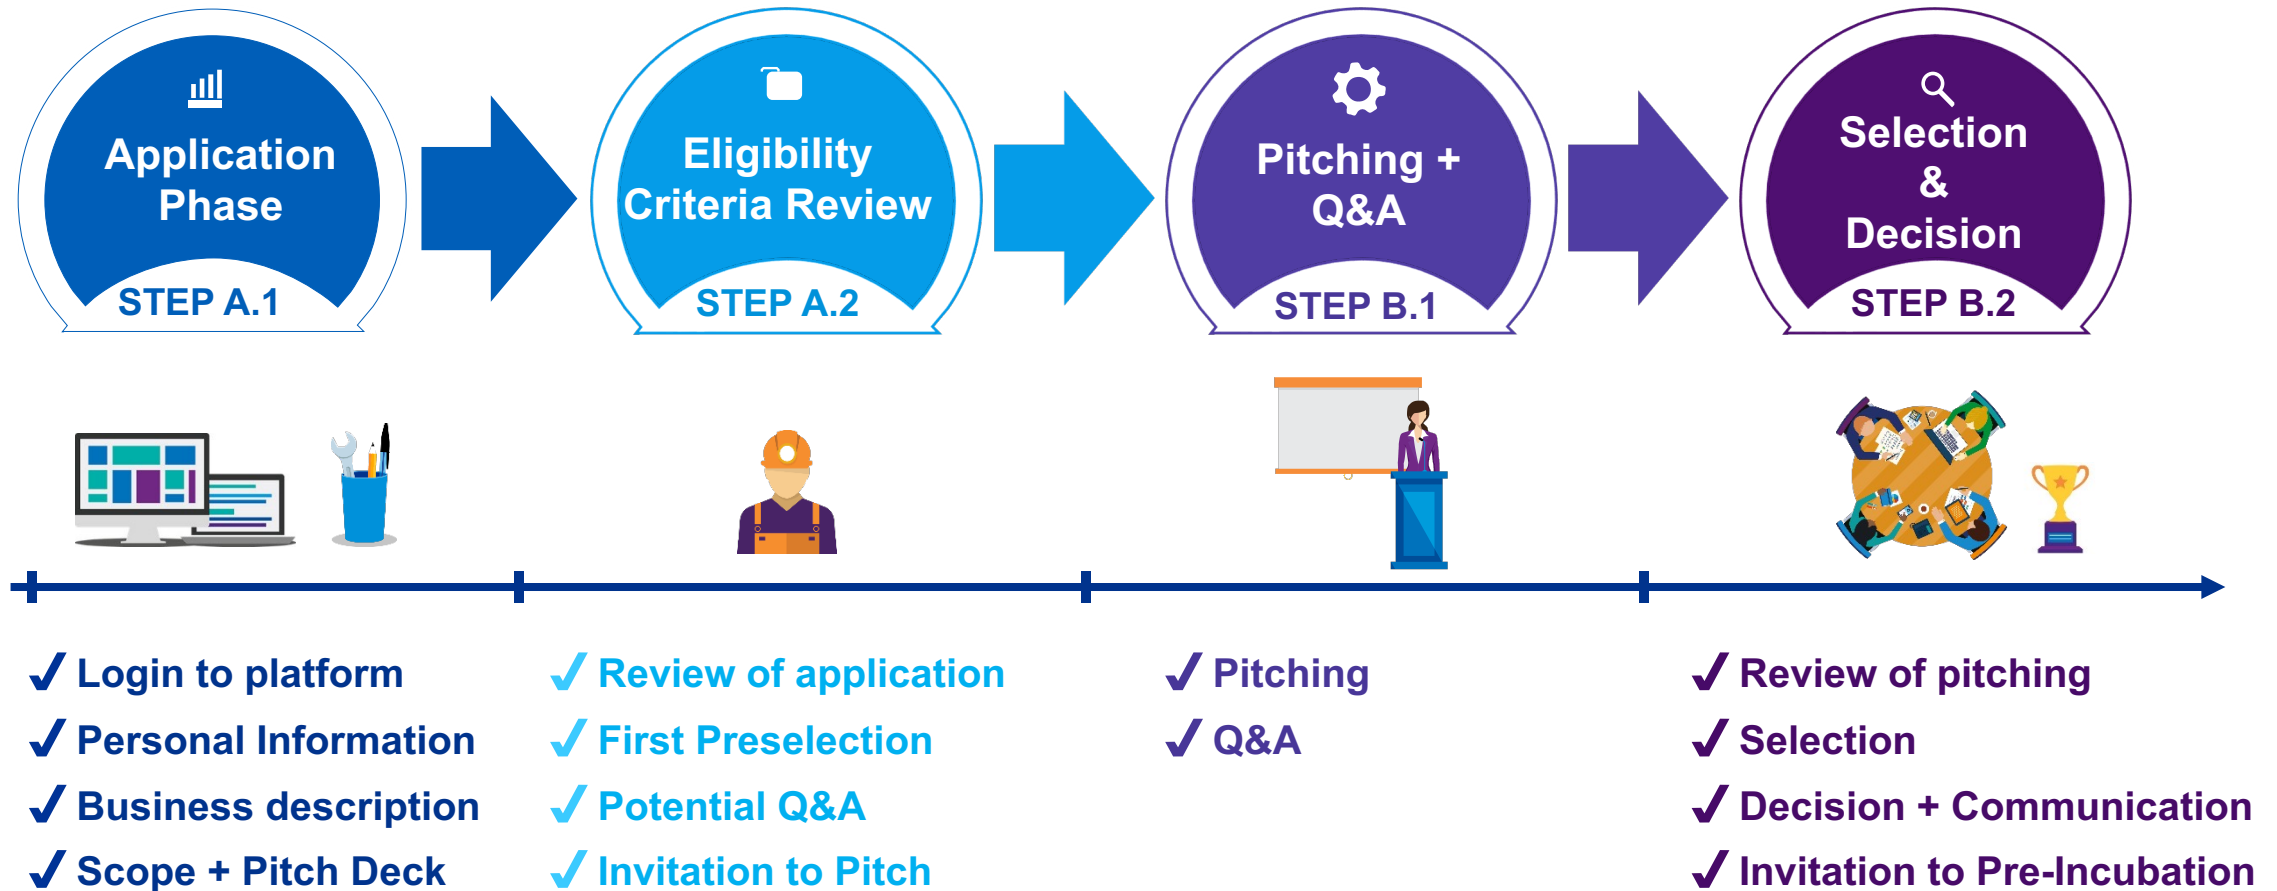 Application
Phase
STEP A.1
Eligibility
Criteria Review
STEP A.2
Pitching +
Q&A
STEP B.1
Selection
&
Decision
STEP B.2
Login to platform
Personal Information
Business description
Scope + Pitch Deck
Review of application
First Preselection
Potential Q&A
Invitation to Pitch
Pitching
Q&A
Review of pitching
Selection
Decision + Communication
Invitation to Pre-Incubation